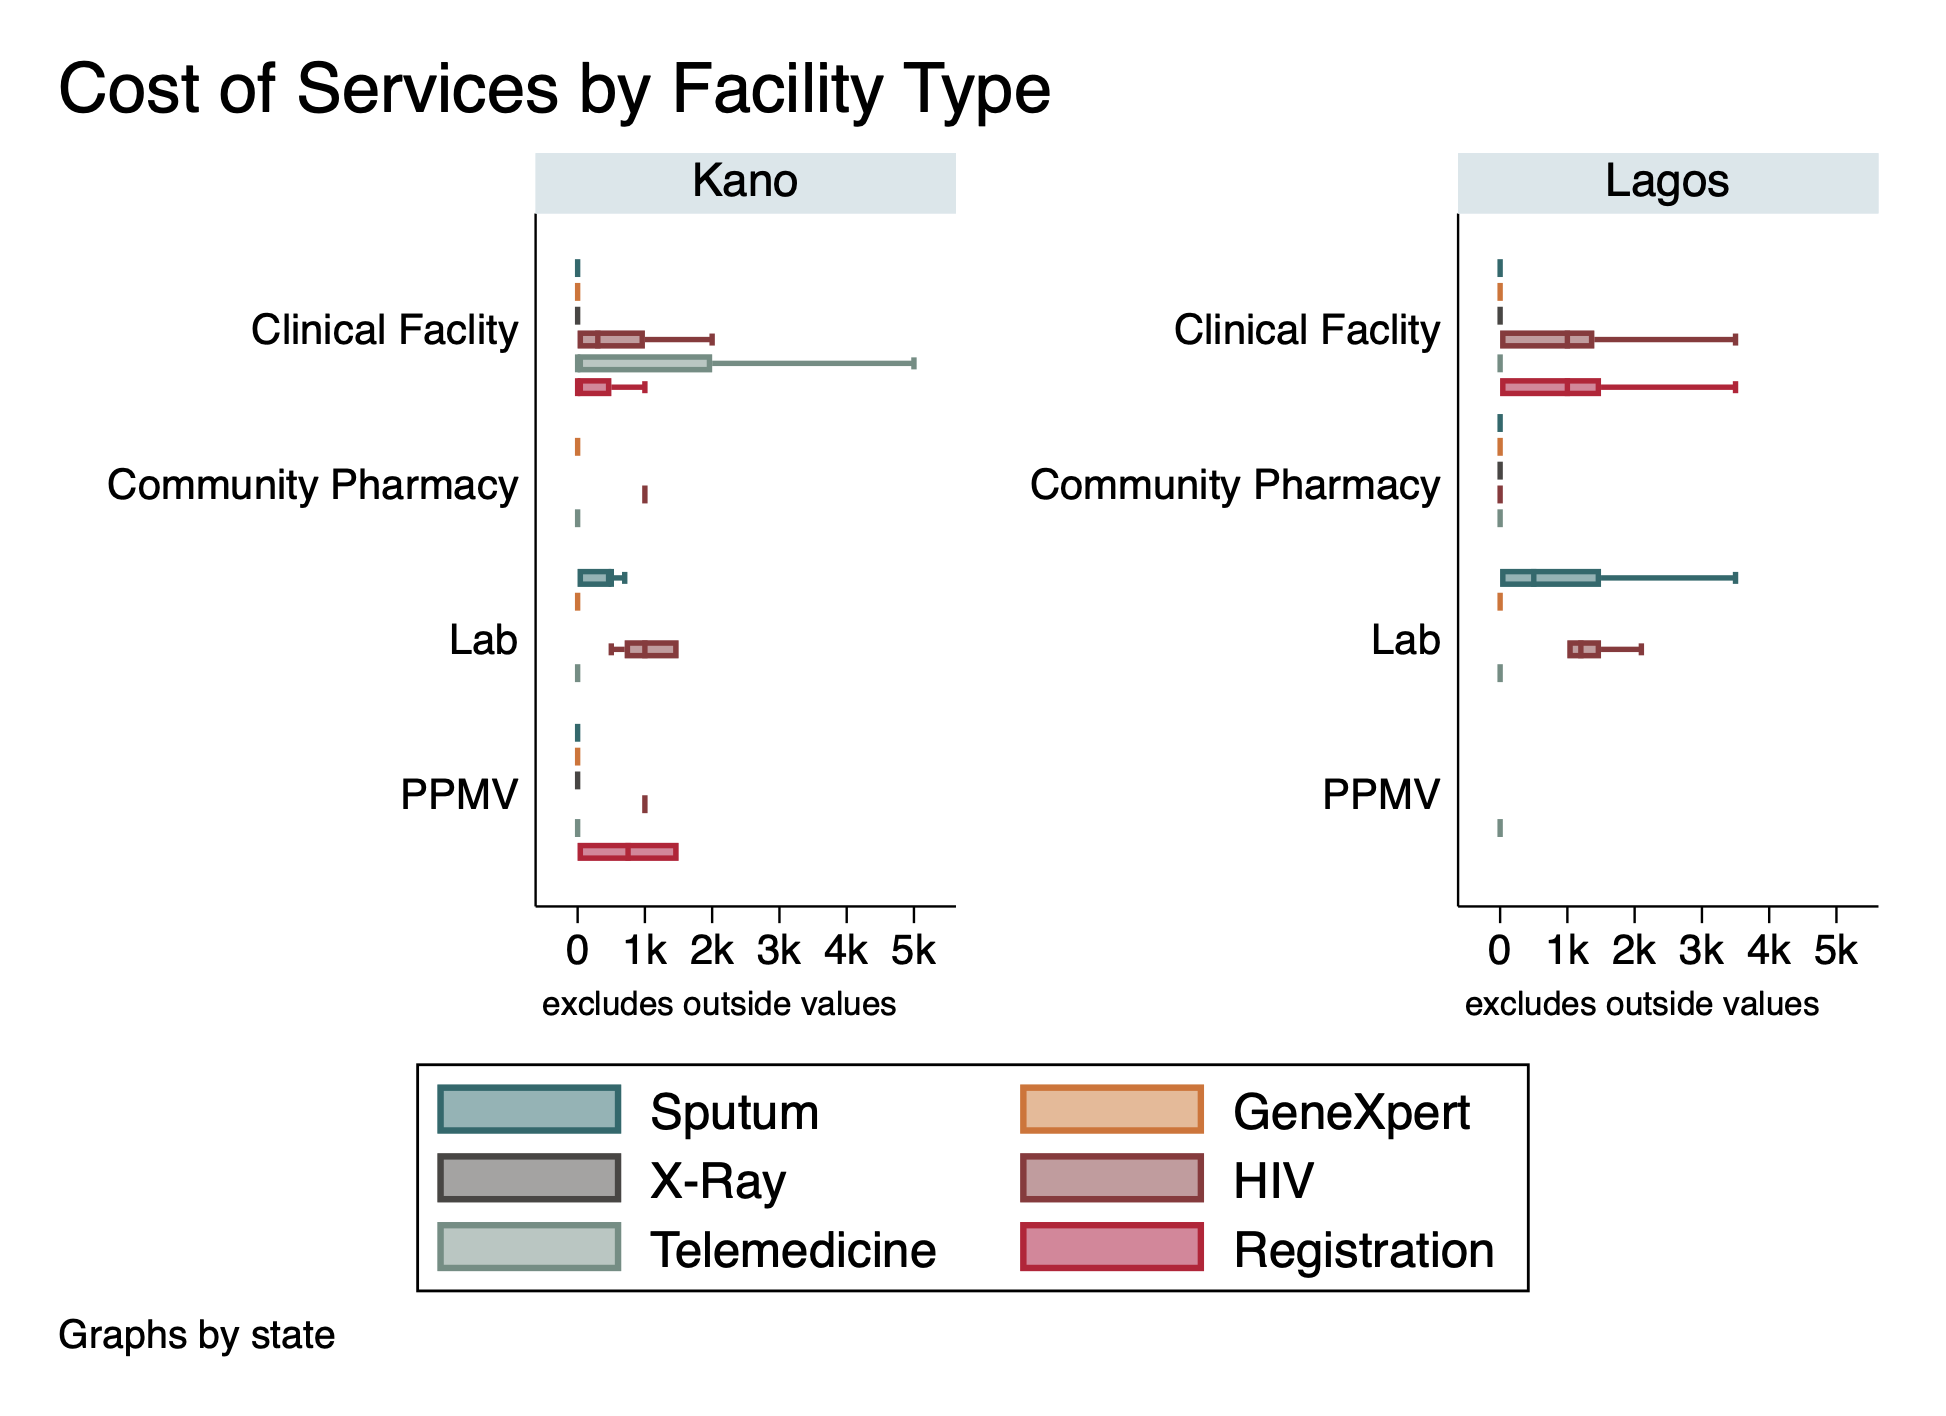 Cost of Services by Facility Type
Kano
Clinical Faclity
Community Pharmacy
Lab
PPMV
0 1k 2k 3k 4k 5k
excludes outside values
Lagos
Clinical Faclity
Community Pharmacy
Lab
PPMV
0 1k 2k 3k 4k 5k
excludes outside values
Sputum
GeneXpert
X-Ray
HIV
Telemedicine
Registration
Graphs by state